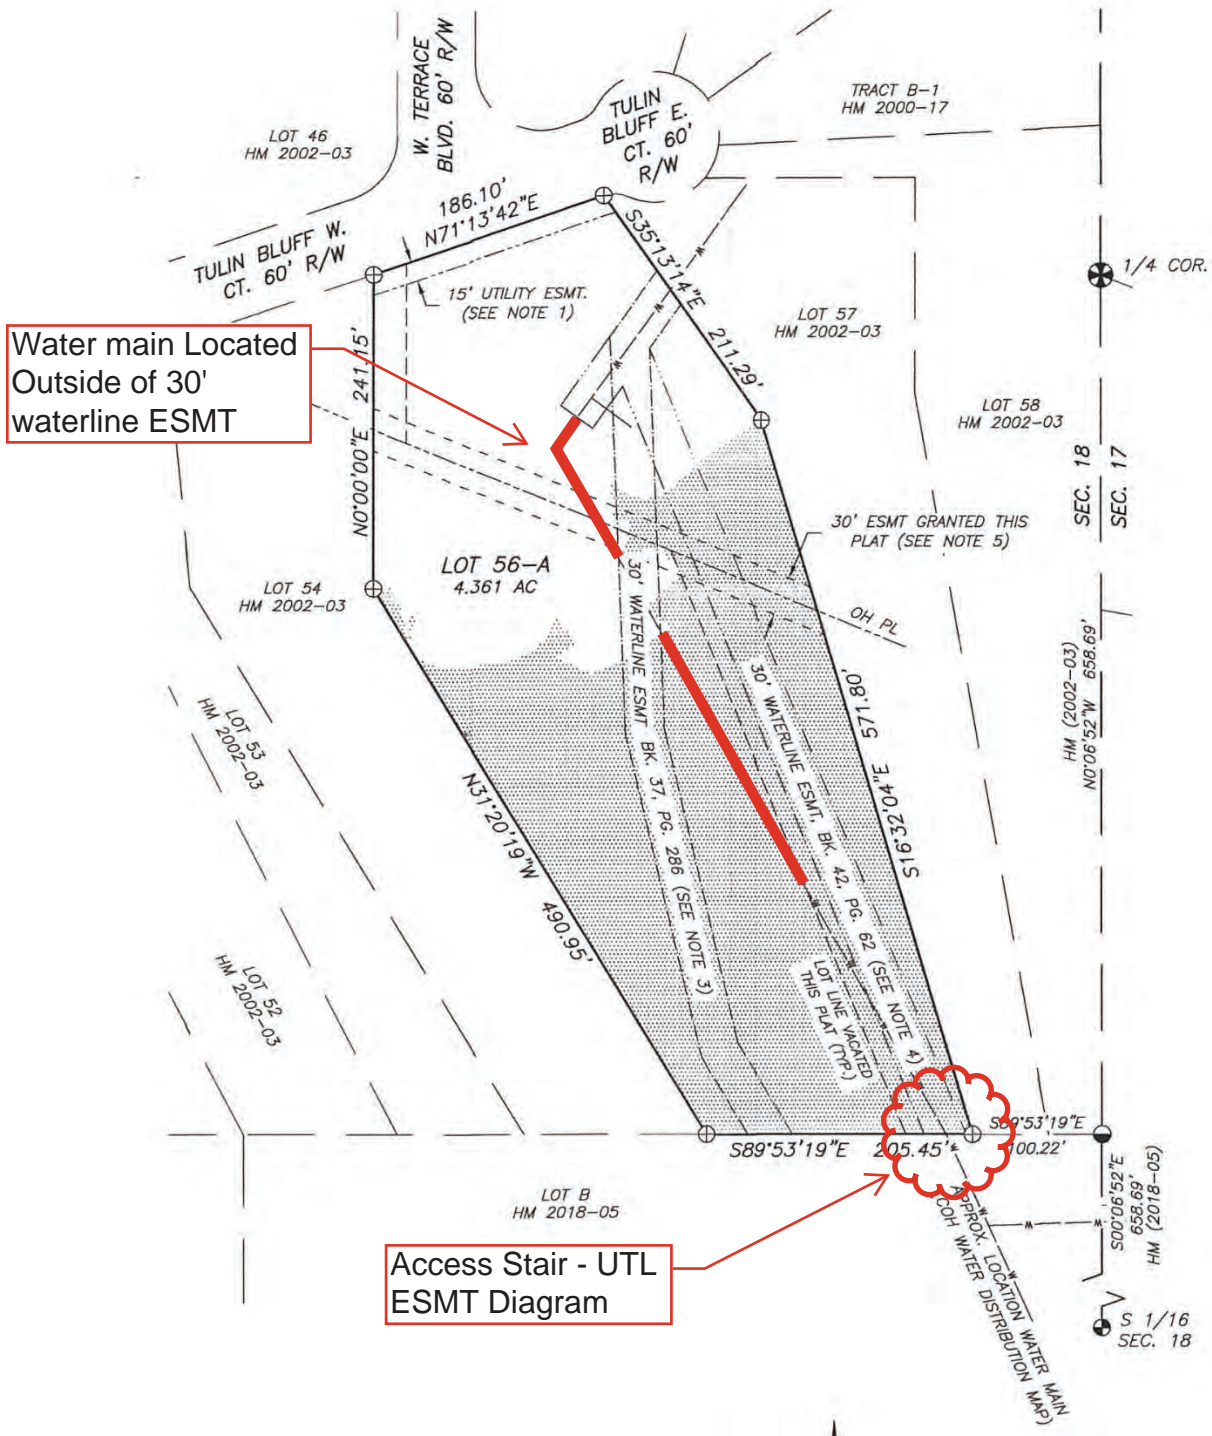 W. TERRACE
BLVD. 60' R/W
TULIN
BLUFF E.
CT. 60'
R/W
TRACT B-1
HM 2000-17
LOT 46
HM 2002-03
186.10'
N71°13'42"E
TULIN BLUFF W.
CT. 60' R/W
S35°13'14"E 211.29'
W
1/4 COR.
15' UTILITY ESMT.
(SEE NOTE 1)
LOT 57
HM 2002-03
Water main Located
Outside of 30'
waterline ESMT
N0°00'00"E 241.15'
W
LOT 58
HM 2002-03
SEC. 18
SEC. 17
30' ESMT GRANTED THIS
PLAT (SEE NOTE 5)
LOT 56-A
4.361 AC
LOT 54
HM 2002-03
OH PL
30' WATERLINE ESMT BK. 37, PG. 286 (SEE NOTE 3)
30' WATERLINE ESMT, BK. 42, PG. 62 (SEE NOTE 4)
S16°32'04"E 571.80'
HM (2002-03)
N0°06'52"W 658.69'
LOT 53
HM 2002-03
N31°20'19"W 490.95'
W
W
W
LOT LINE VACATED
THIS PLAT (TYP.)
LOT 52
HM 2002-03
W
S89°53'19"E 205.45'
S89°53'19"E
100.22'
LOT B
HM 2018-05
S00°06'52"E
658.69'
HM (2018-05)
W
W
W
W
APPROX. LOCATION WATER MAIN
(COH WATER DISTRIBUTION MAP)
Access Stair - UTL
ESMT Diagram
S 1/16
SEC. 18